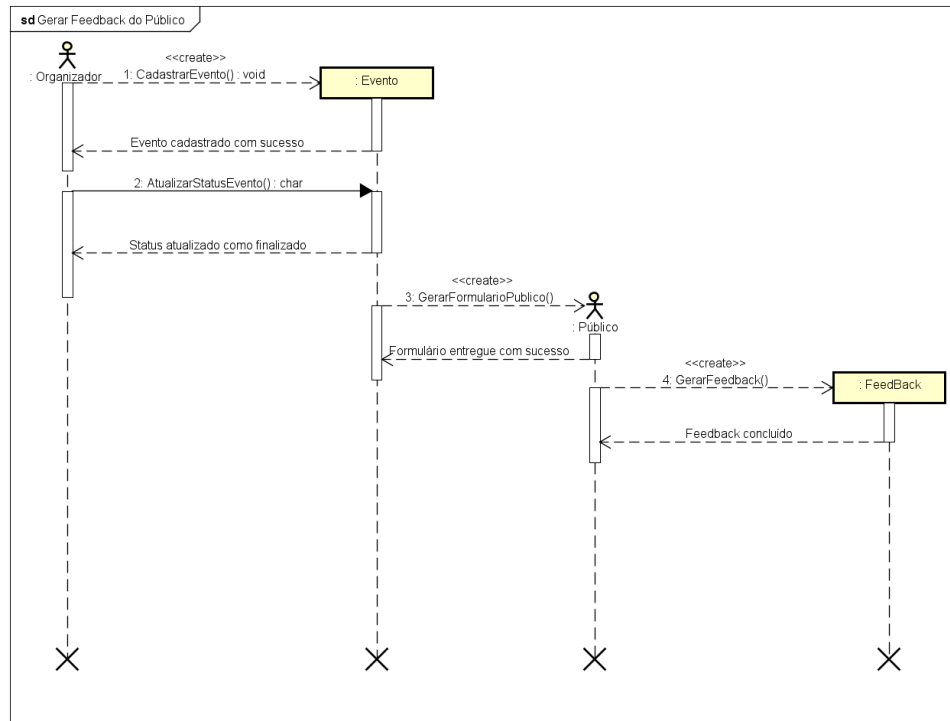 sd Gerar Feedback do Público
<<create>>
: Organizador
1: CadastrarEvento() : void
: Evento
Evento cadastrado com sucesso
2: AtualizarStatusEvento() : char
Status atualizado como finalizado
<<create>>
3: GerarFormularioPublico()
: Público
Formulário entregue com sucesso
<<create>>
4: GerarFeedback()
: FeedBack
Feedback concluído